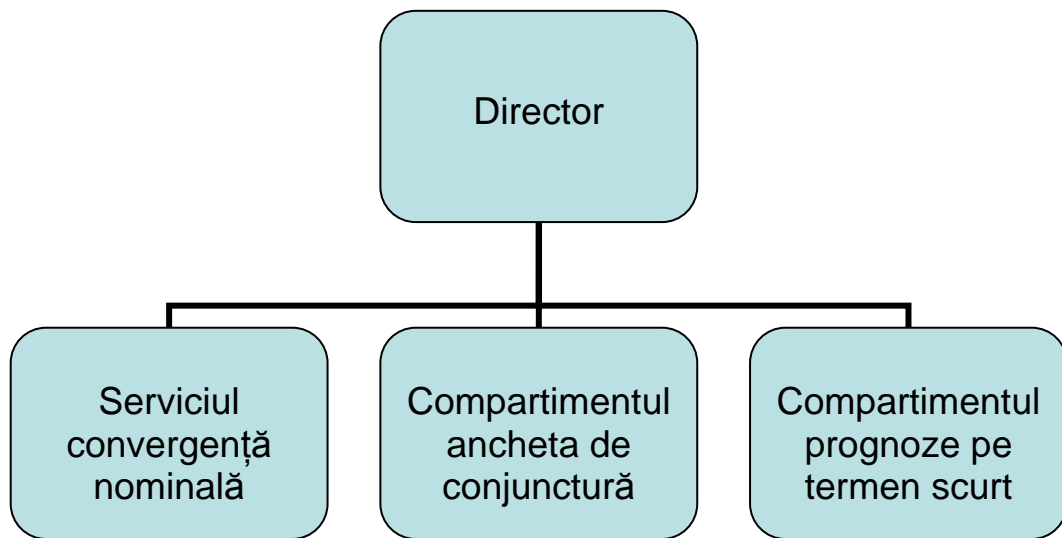 Director
Serviciul
convergență
nominală
Compartimentul
ancheta de
conjunctură
Compartimentul
prognoze pe
termen scurt